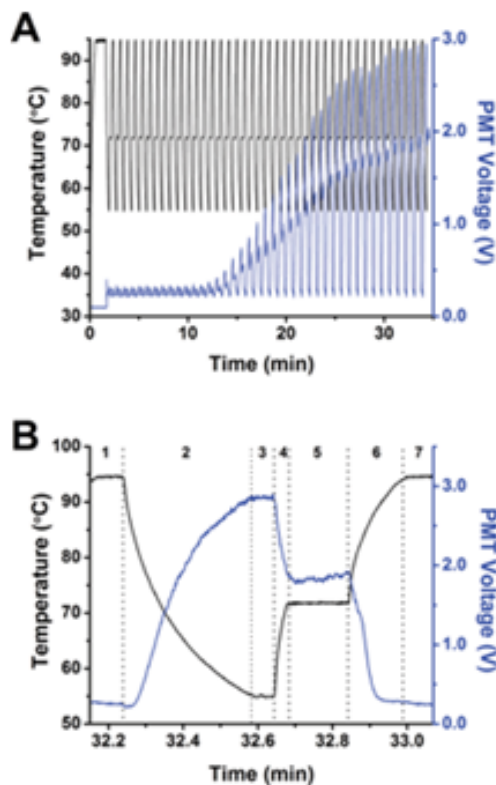 A
90
80
70
60
50
40
30
Temperature (°C)
3.0
2.0
1.0
0.0
PMT Voltage (V)
0 10 20 30
Time (min)
B
1 2 3 4 5 6 7
100
90
80
70
60
50
Temperature (°C)
3.0
2.0
1.0
0.0
PMT Voltage (V)
32.2 32.4 32.6 32.8 33.0
Time (min)